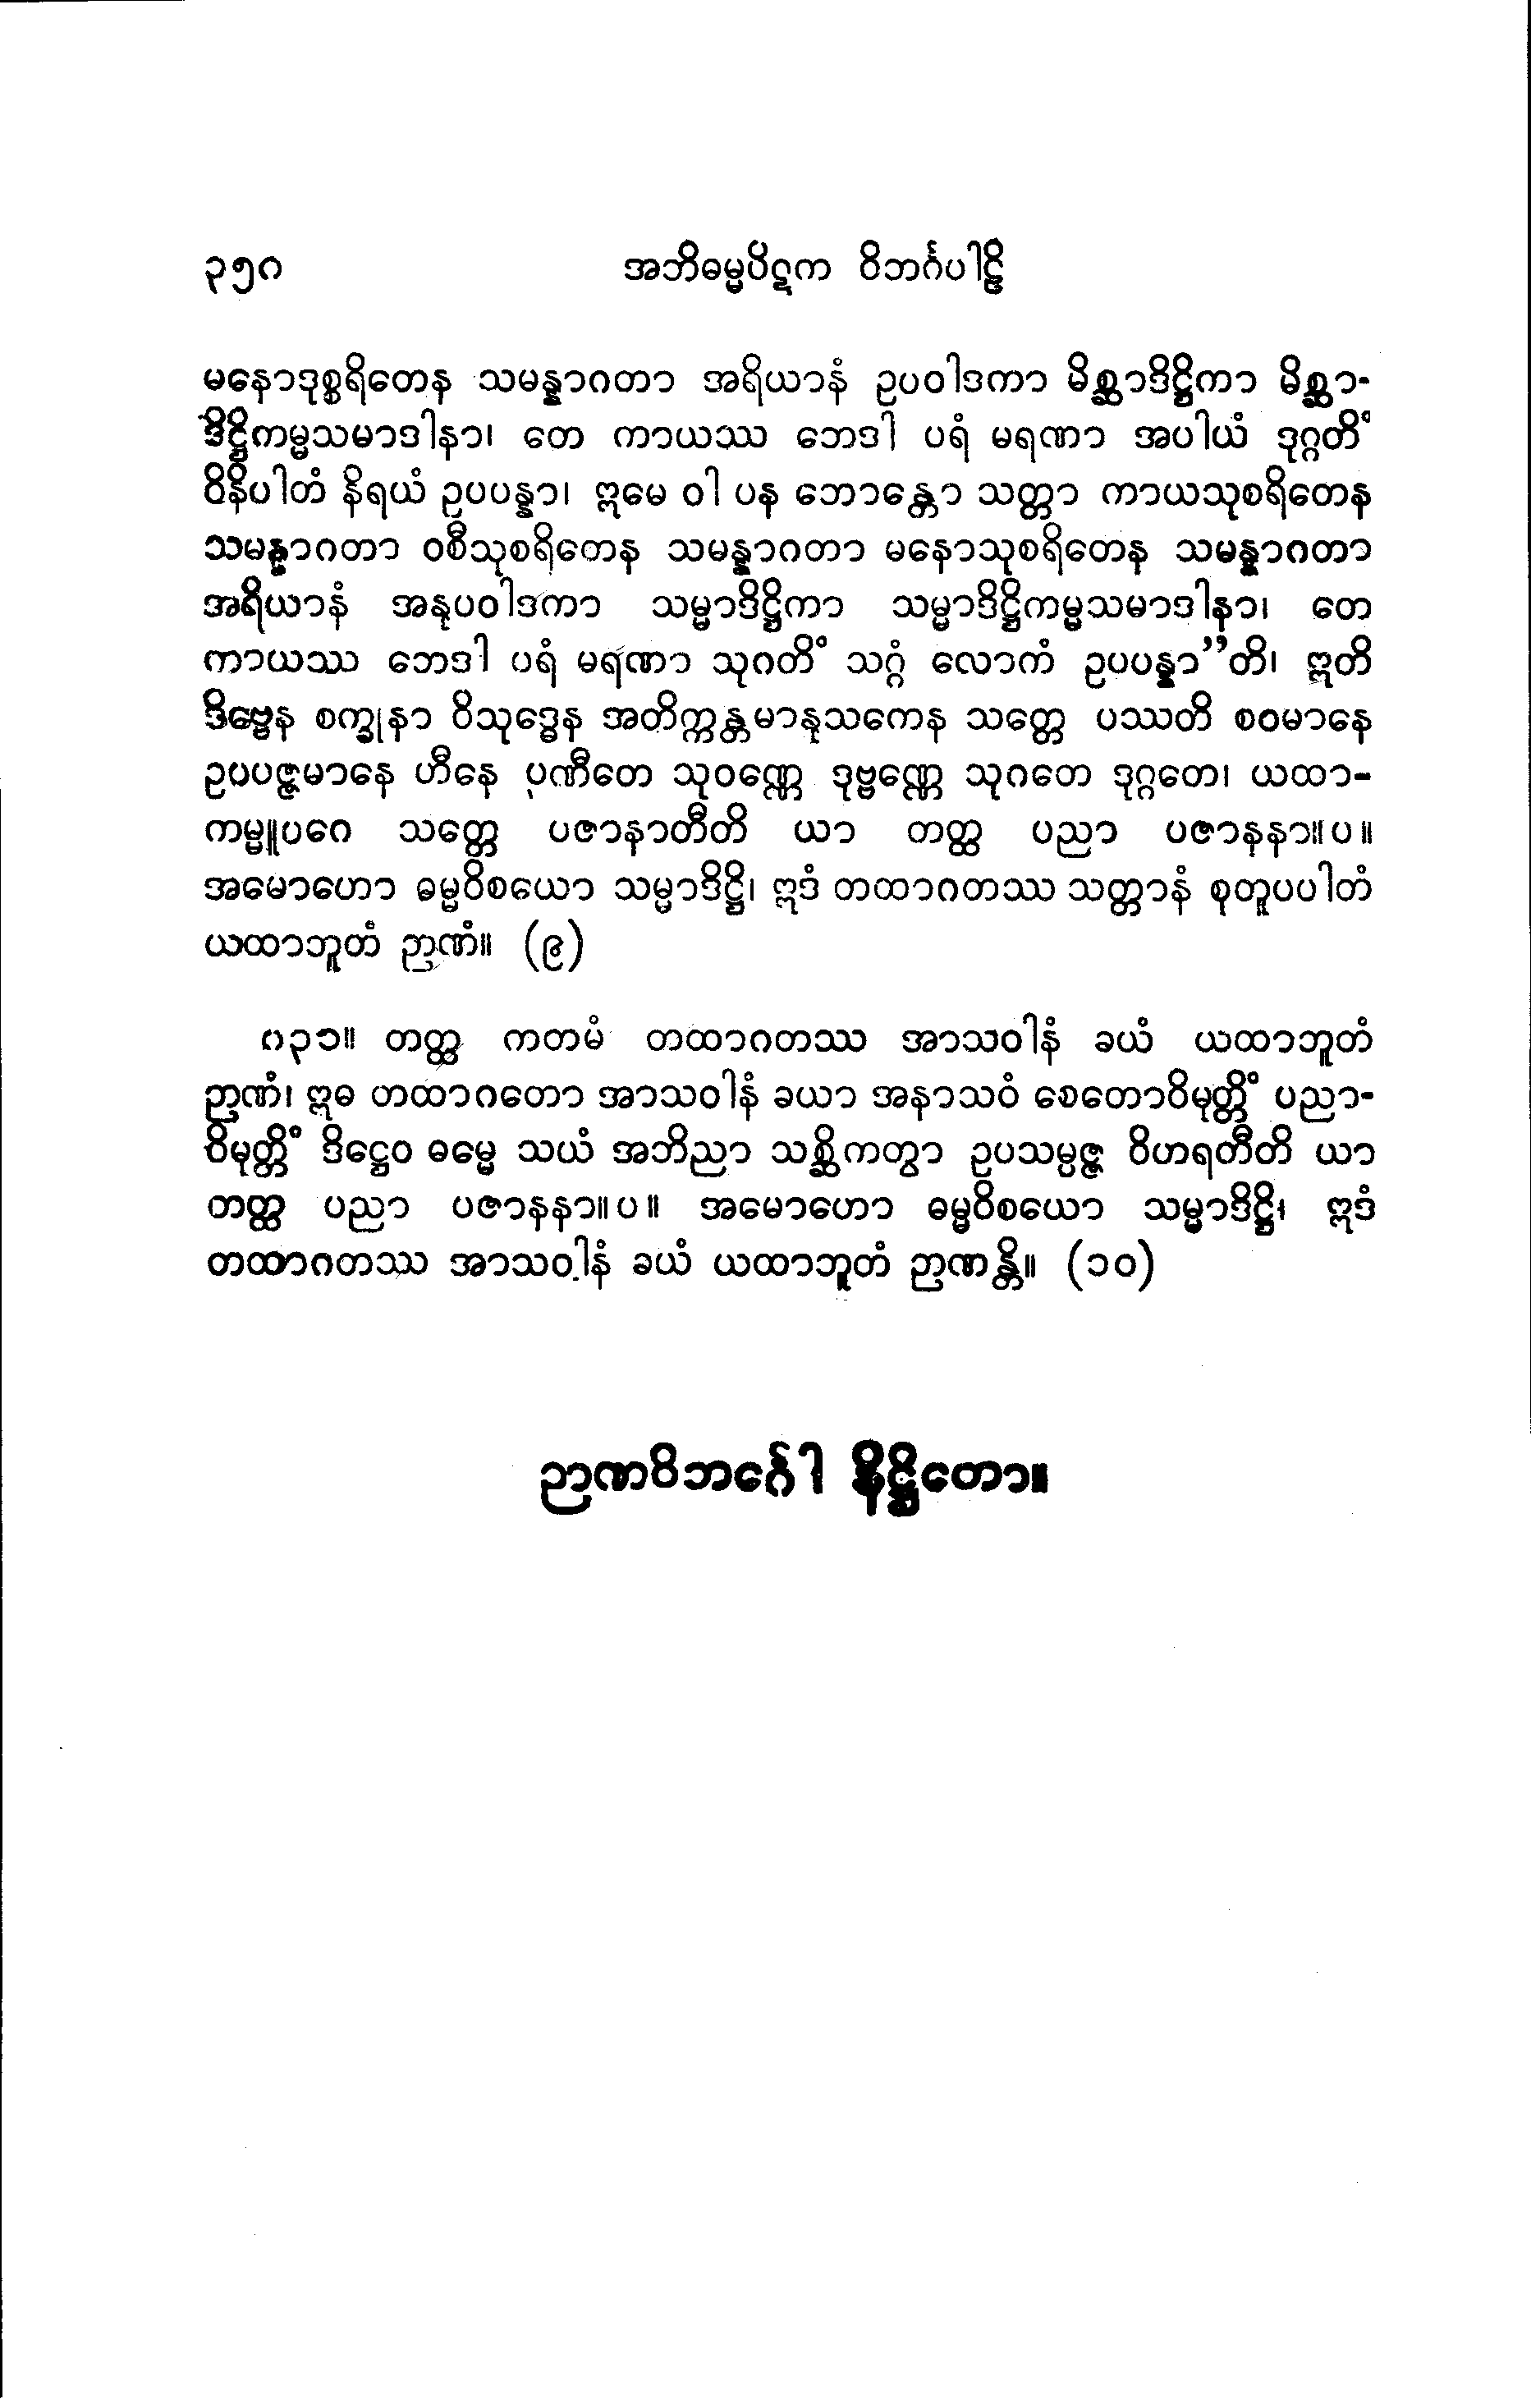 ၃၅၈ အဘိဓမ္မပိဋက ဝိဘင်္ဂပါဠိ
မနောဒုစ္စရိတေန သမန္နာဂတာ အရိယာနံ ဥပဝါဒကာ မိစ္ဆာဒိဋ္ဌိကာ မိစ္ဆာ-
ဒိဋ္ဌိကမ္မသမာဒါနာ၊ တေ ကာယဿ ဘေဒါ ပရံ မရဏာ အပါယံ ဒုဂ္ဂတိံ
ဝိနိပါတံ နိရယံ ဥပပန္နာ၊ ဣမေ ဝါ ပန ဘောန္တော သတ္တာ ကာယသုစရိတေန
သမန္နာဂတာ ဝစီသုစရိတေန သမန္နာဂတာ မနောသုစရိတေန သမန္နာဂတာ
အရိယာနံ အနုပဝါဒကာ သမ္မာဒိဋ္ဌိကာ သမ္မာဒိဋ္ဌိကမ္မသမာဒါနာ၊ တေ
ကာယဿ ဘေဒါ ပရံ မရဏာ သုဂတိံ သဂ္ဂံ လောကံ ဥပပန္နာ”တိ၊ ဣတိ
ဒိဗ္ဗေန စက္ခုနာ ဝိသုဒ္ဓေန အတိက္ကန္တမာနုသကေန သတ္တေ ပဿတိ စဝမာနေ
ဥပပဇ္ဇမာနေ ဟီနေ ပဏီတေ သုဝဏ္ဏေ ဒုဗ္ဗဏ္ဏေ သုဂတေ ဒုဂ္ဂတေ၊ ယထာ-
ကမ္မူပဂေ သတ္တေ ပဇာနာတီတိ ယာ တတ္ထ ပညာ ပဇာနနာ။ပ။
အမောဟော ဓမ္မဝိစယော သမ္မာဒိဋ္ဌိ၊ ဣဒံ တထာဂတဿ သတ္တာနံ စုတူပပါတံ
ယထာဘူတံ ဉာဏံ။ (၉)
၈၃၁။ တတ္ထ ကတမံ တထာဂတဿ အာသဝါနံ ခယံ ယထာဘူတံ
ဉာဏံ၊ ဣဓ တထာဂတော အာသဝါနံ ခယာ အနာသဝံ စေတောဝိမုတ္တိံ ပညာ-
ဝိမုတ္တိံ ဒိဋ္ဌေဝ ဓမ္မေ သယံ အဘိညာ သစ္ဆိကတွာ ဥပသမ္ပဇ္ဇ ဝိဟရတီတိ ယာ
တတ္ထ ပညာ ပဇာနနာ။ပ။ အမောဟော ဓမ္မဝိစယော သမ္မာဒိဋ္ဌိ၊ ဣဒံ
တထာဂတဿ အာသဝါနံ ခယံ ယထာဘူတံ ဉာဏန္တိ။ (၁၀)
ဉာဏဝိဘင်္ဂေါ နိဋ္ဌိတော။